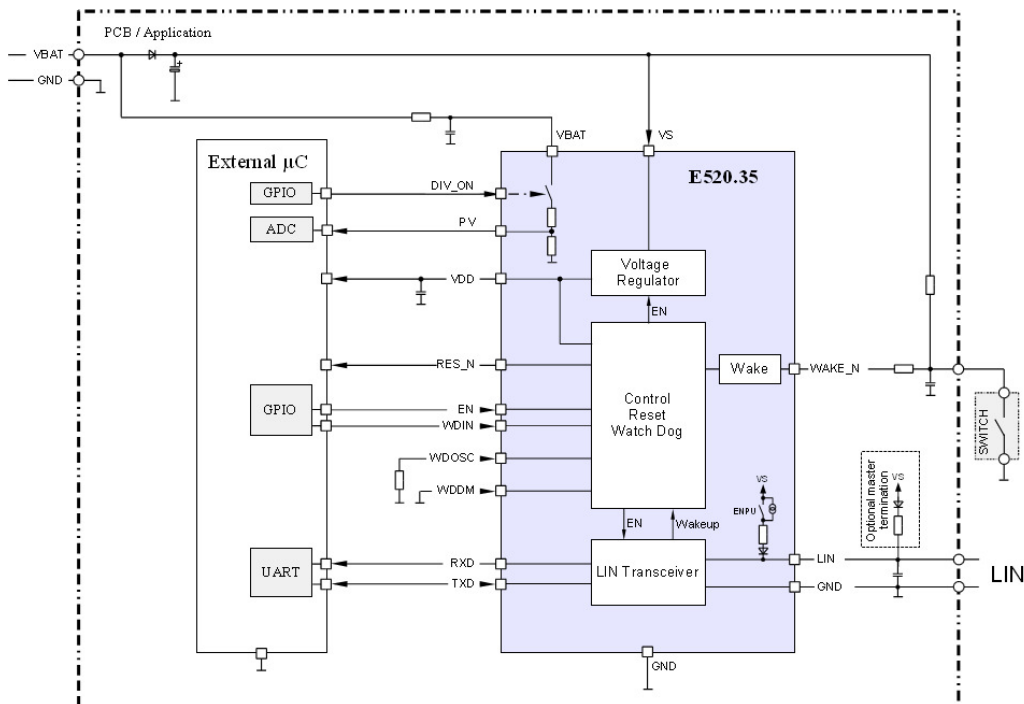 PCB / Application
VBAT
GND
VBAT
VS
External µC
E520.35
GPIO
DIV_ON
ADC
PV
Voltage
Regulator
VDD
EN
RES_N
Wake
WAKE_N
GPIO
EN
WDIN
Control
Reset
Watch Dog
SWITCH
WDOSC
WDDM
VS
ENPU
Optional master
termination
VS
EN
Wakeup
UART
RXD
TXD
LIN Transceiver
LIN
GND
LIN
GND